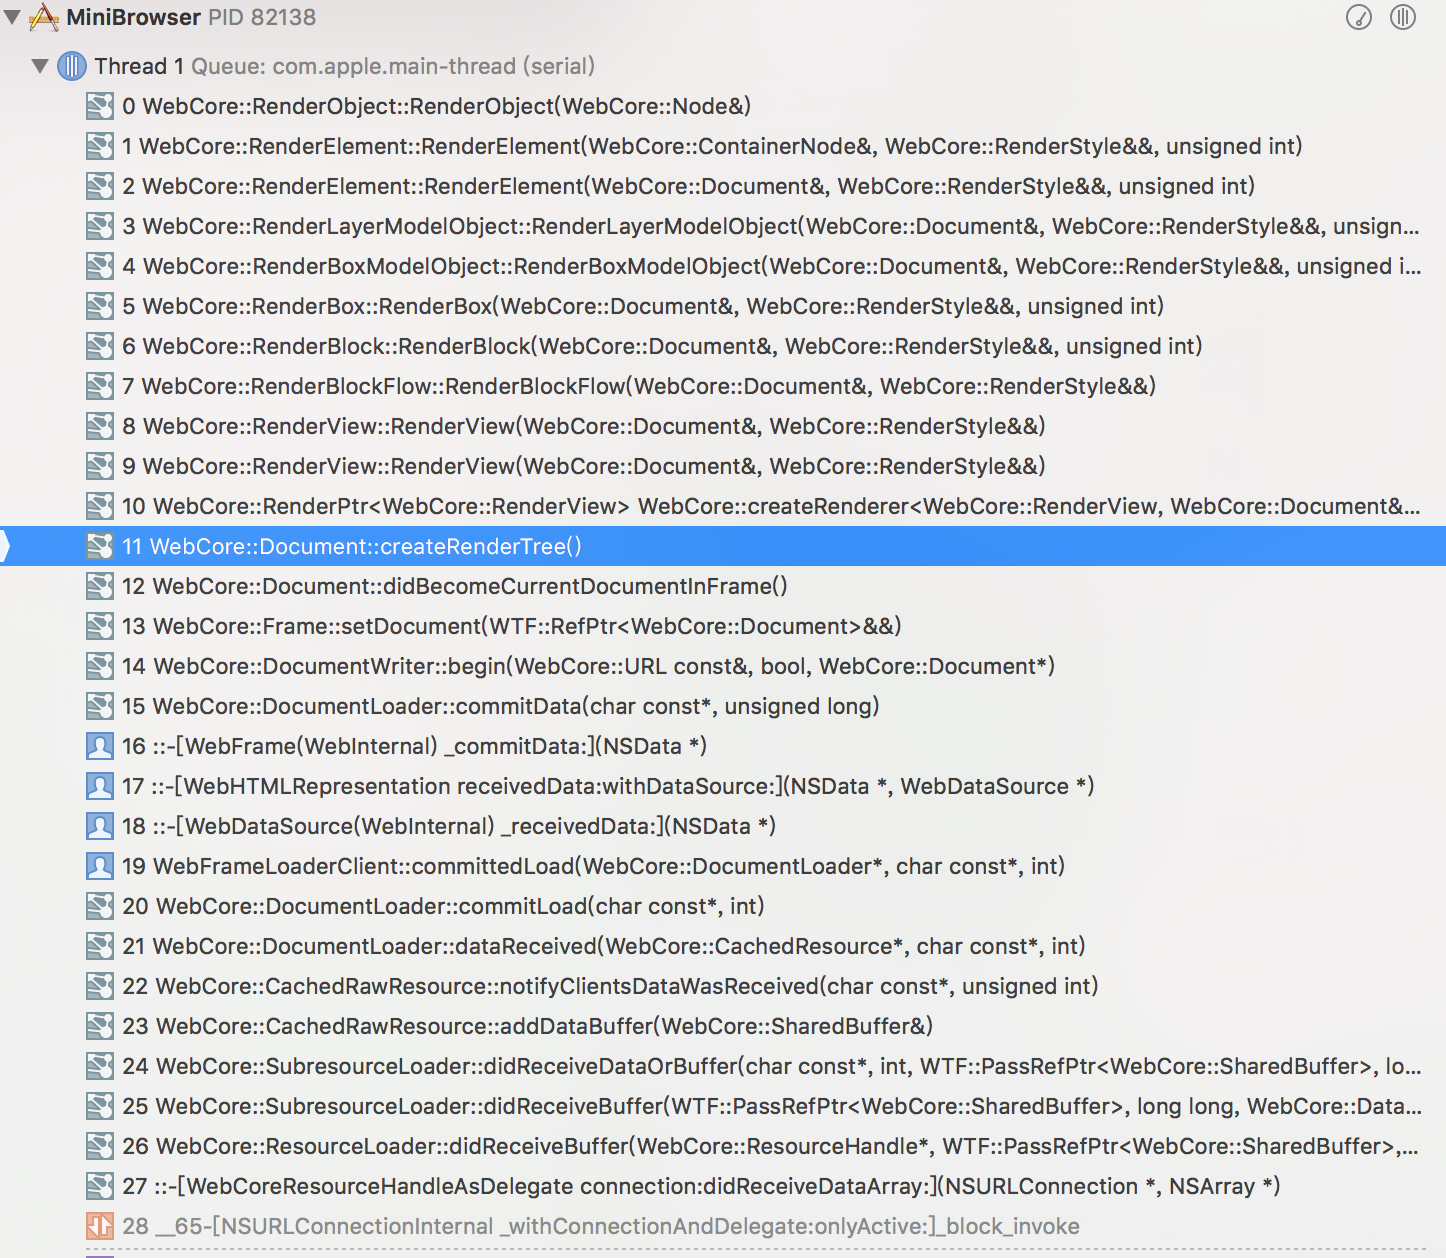 MiniBrowser PID 82138
Thread 1 Queue: com.apple.main-thread (serial)
0 WebCore::RenderObject::RenderObject(WebCore::Node&)
1 WebCore::RenderElement::RenderElement(WebCore::ContainerNode&, WebCore::RenderStyle&&, unsigned int)
2 WebCore::RenderElement::RenderElement(WebCore::Document&, WebCore::RenderStyle&&, unsigned int)
3 WebCore::RenderLayerModelObject::RenderLayerModelObject(WebCore::Document&, WebCore::RenderStyle&&, unsign...
4 WebCore::RenderBoxModelObject::RenderBoxModelObject(WebCore::Document&, WebCore::RenderStyle&&, unsigned i...
5 WebCore::RenderBox::RenderBox(WebCore::Document&, WebCore::RenderStyle&&, unsigned int)
6 WebCore::RenderBlock::RenderBlock(WebCore::Document&, WebCore::RenderStyle&&, unsigned int)
7 WebCore::RenderBlockFlow::RenderBlockFlow(WebCore::Document&, WebCore::RenderStyle&&)
8 WebCore::RenderView::RenderView(WebCore::Document&, WebCore::RenderStyle&&)
9 WebCore::RenderView::RenderView(WebCore::Document&, WebCore::RenderStyle&&)
10 WebCore::RenderPtr<WebCore::RenderView> WebCore::createRenderer<WebCore::RenderView, WebCore::Document&...
11 WebCore::Document::createRenderTree()
12 WebCore::Document::didBecomeCurrentDocumentInFrame()
13 WebCore::Frame::setDocument(WTF::RefPtr<WebCore::Document>&&)
14 WebCore::DocumentWriter::begin(WebCore::URL const&, bool, WebCore::Document*)
15 WebCore::DocumentLoader::commitData(char const*, unsigned long)
16 ::-[WebFrame(WebInternal) _commitData:](NSData *)
17 ::-[WebHTMLRepresentation receivedData:withDataSource:](NSData *, WebDataSource *)
18 ::-[WebDataSource(WebInternal) _receivedData:](NSData *)
19 WebFrameLoaderClient::committedLoad(WebCore::DocumentLoader*, char const*, int)
20 WebCore::DocumentLoader::commitLoad(char const*, int)
21 WebCore::DocumentLoader::dataReceived(WebCore::CachedResource*, char const*, int)
22 WebCore::CachedRawResource::notifyClientsDataWasReceived(char const*, unsigned int)
23 WebCore::CachedRawResource::addDataBuffer(WebCore::SharedBuffer&)
24 WebCore::SubresourceLoader::didReceiveDataOrBuffer(char const*, int, WTF::PassRefPtr<WebCore::SharedBuffer>, lo...
25 WebCore::SubresourceLoader::didReceiveBuffer(WTF::PassRefPtr<WebCore::SharedBuffer>, long long, WebCore::Data...
26 WebCore::ResourceLoader::didReceiveBuffer(WebCore::ResourceHandle*, WTF::PassRefPtr<WebCore::SharedBuffer>,...
27 ::-[WebCoreResourceHandleAsDelegate connection:didReceiveDataArray:](NSURLConnection *, NSArray *)
28 __65-[NSURLConnectionInternal _withConnectionAndDelegate:onlyActive:]_block_invoke